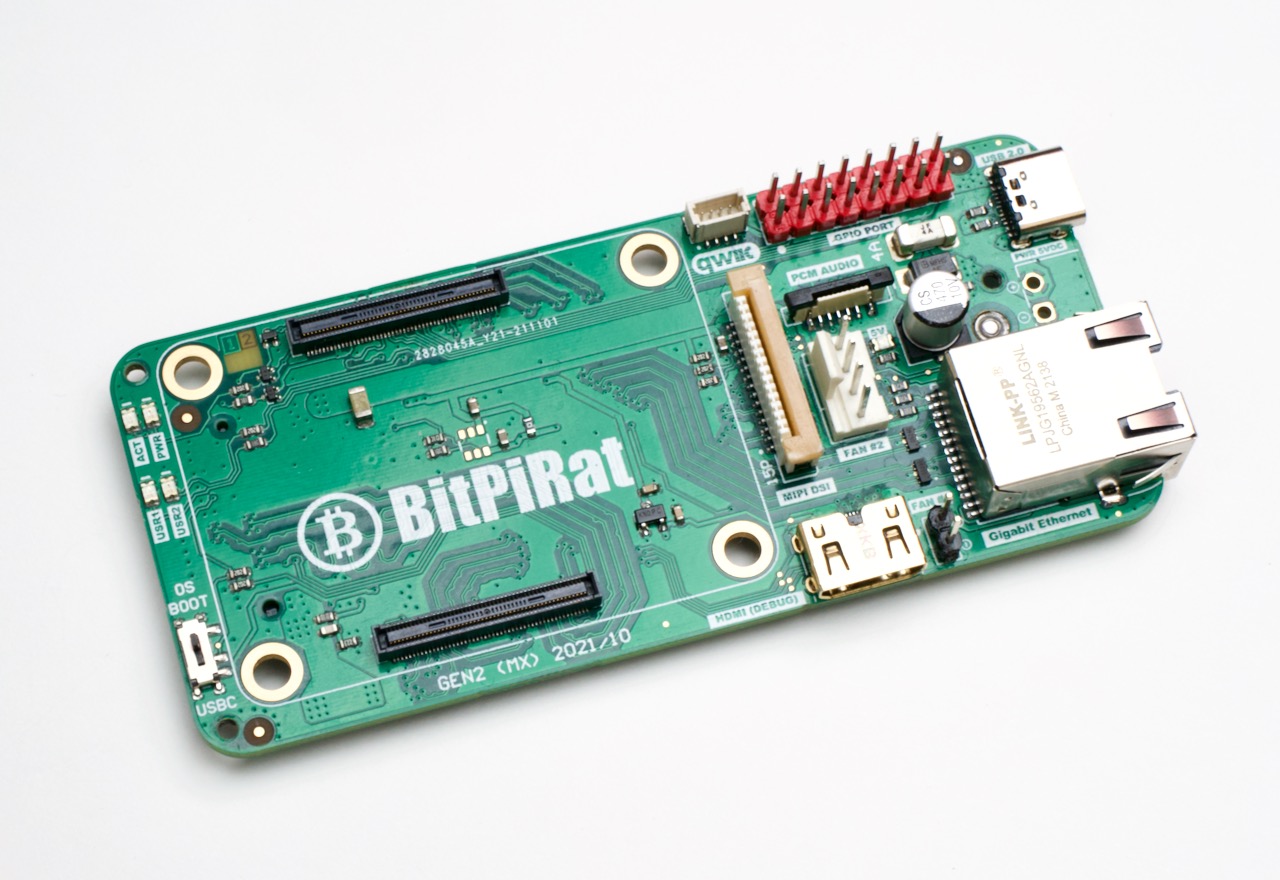 USB 2.0
PWR 5VDC
GPIO PORT
qwiic
4A
PCM AUDIO
CS
470
10V
5V
1 2
2828045A_Y21-211101
LINK-PP®
LPJG19562AGNL
China M 2138
ACT
PWR
USR1
USR2
BitPiRat
FAN #2
15P
MIPI DSI
FAN
Gigabit Ethernet
HDMI (DEBUG)
OS
BOOT
USBC
GEN2 (MX) 2021/10